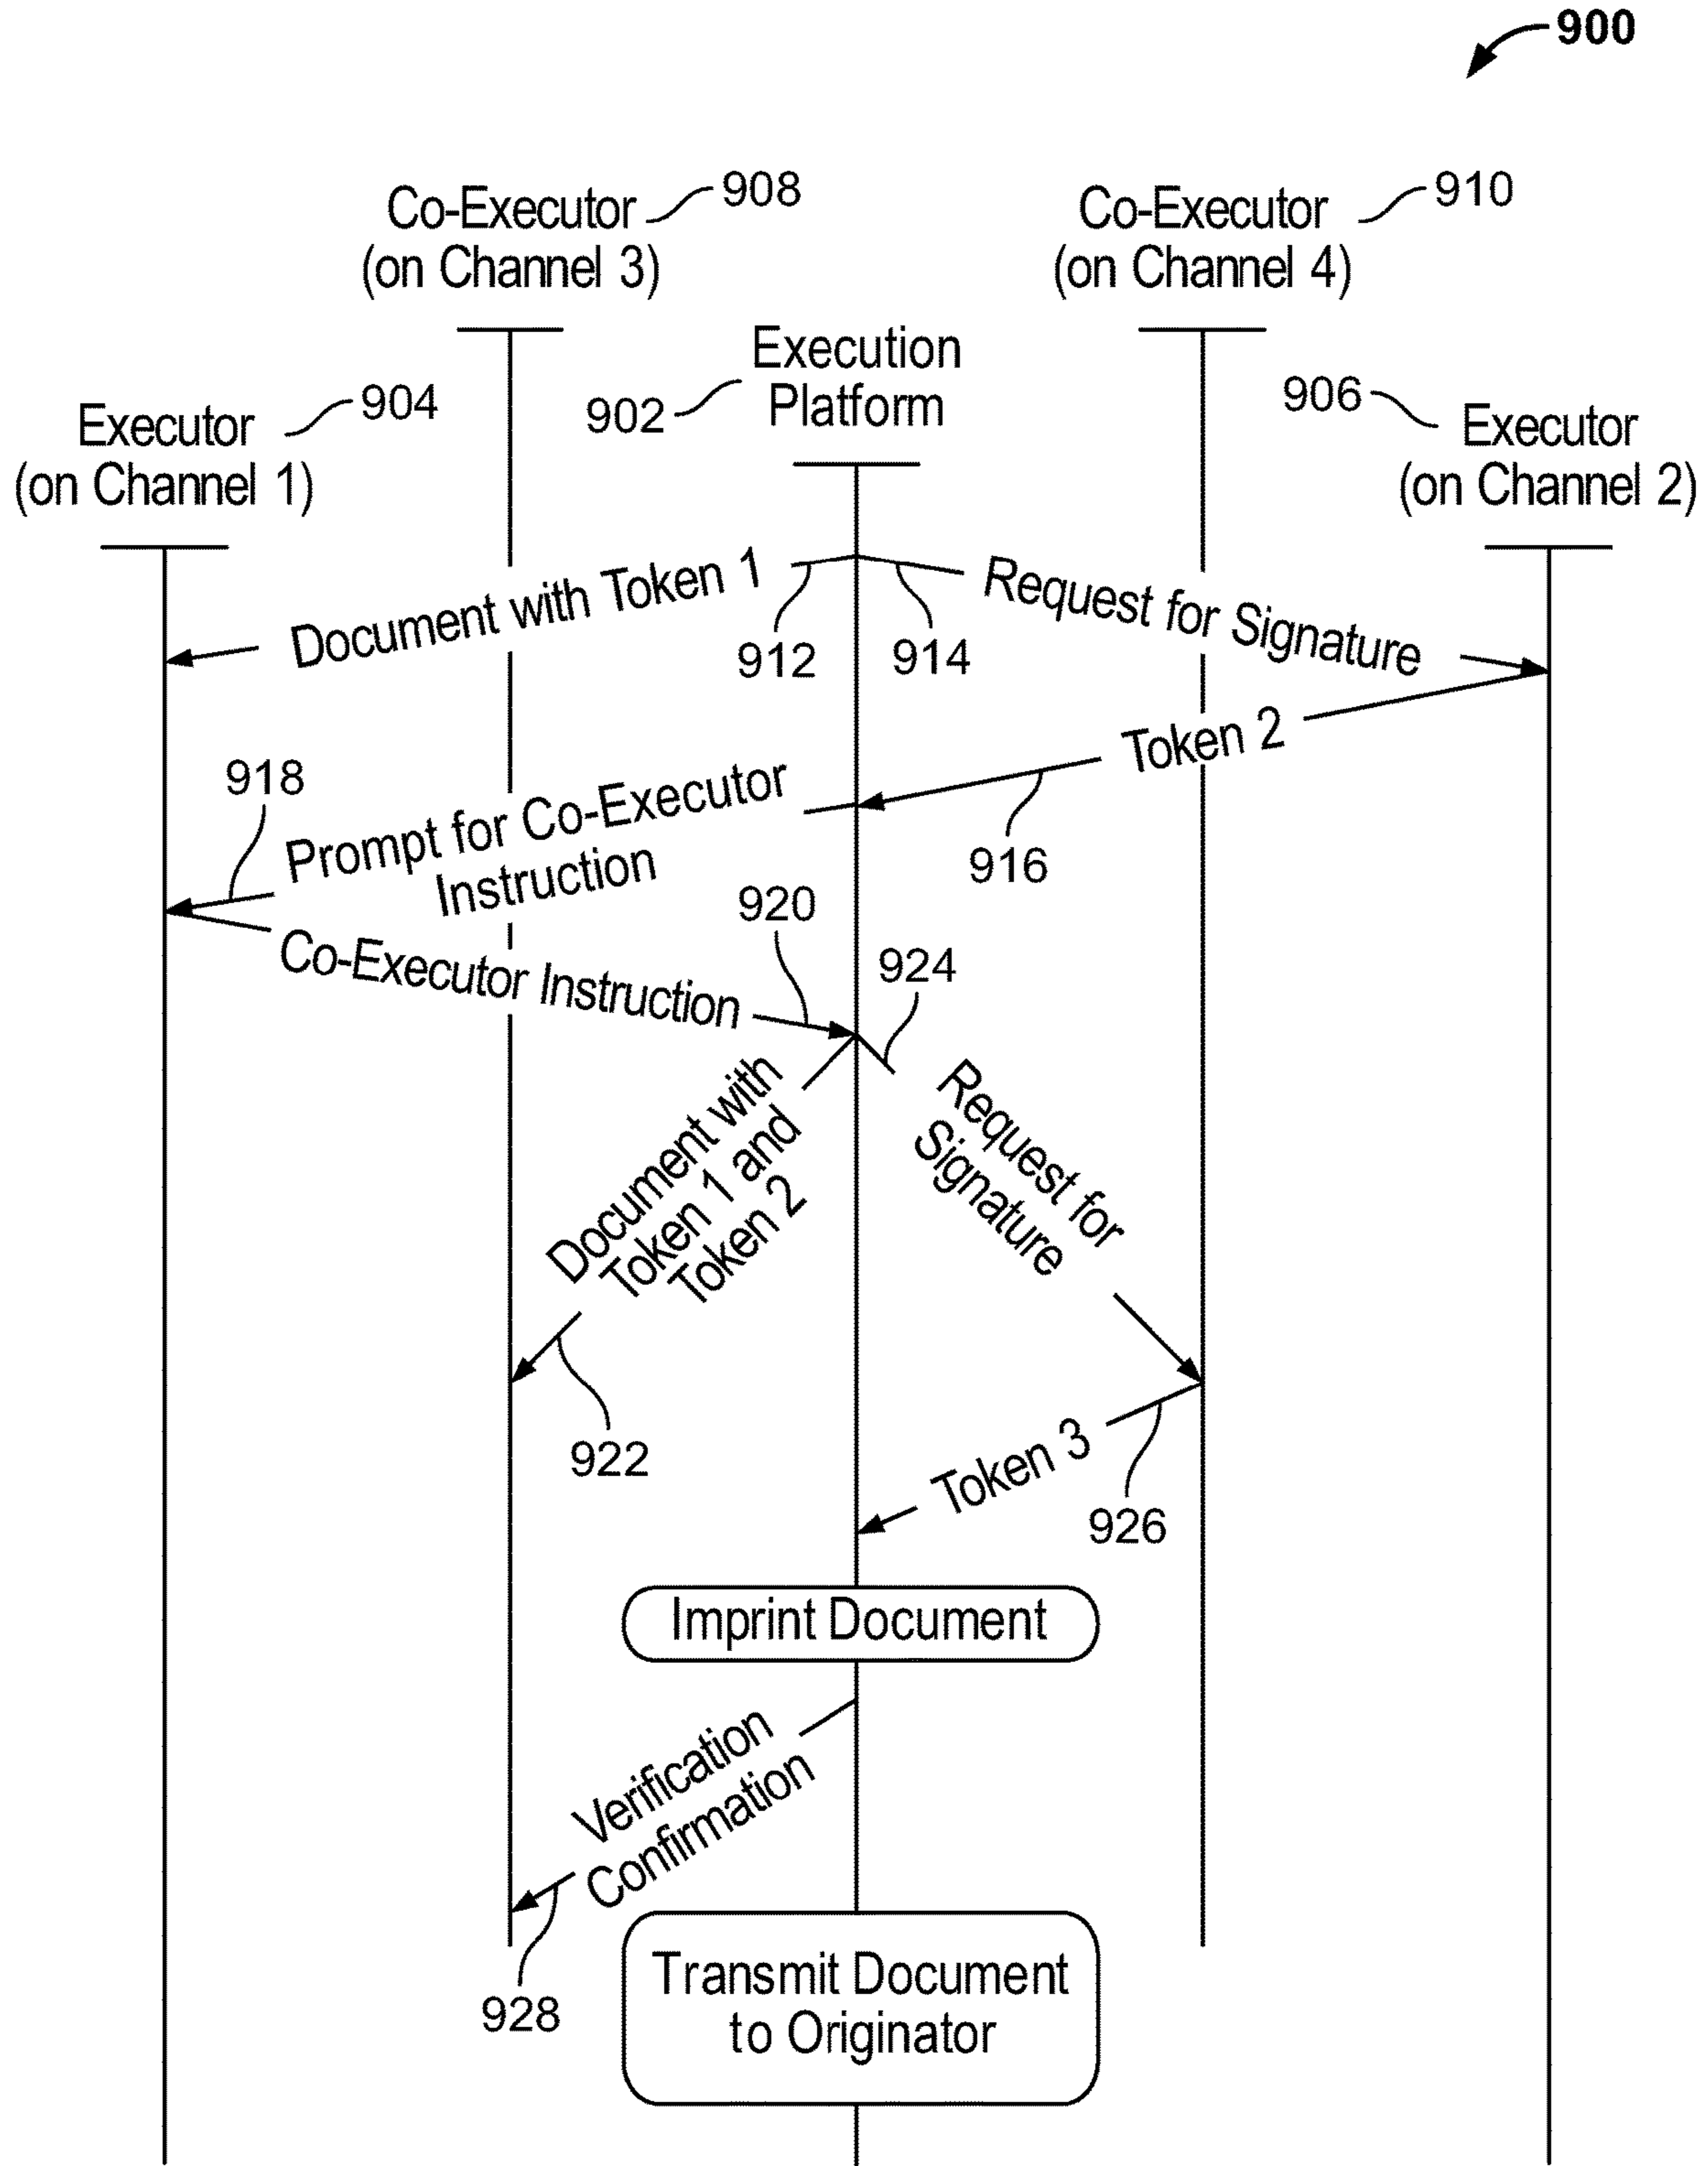 900
Co-Executor
(on Channel 3)
908
Co-Executor
(on Channel 4)
910
Execution
Platform
902
Executor
(on Channel 1)
904
906
Executor
(on Channel 2)
Document with Token 1
912
914
Request for Signature
Token 2
916
918
Prompt for Co-Executor
Instruction
920
Co-Executor Instruction
924
Document with
Token 1 and
Token 2
Request for
Signature
922
Token 3
926
Imprint Document
Verification
Confirmation
928
Transmit Document
to Originator